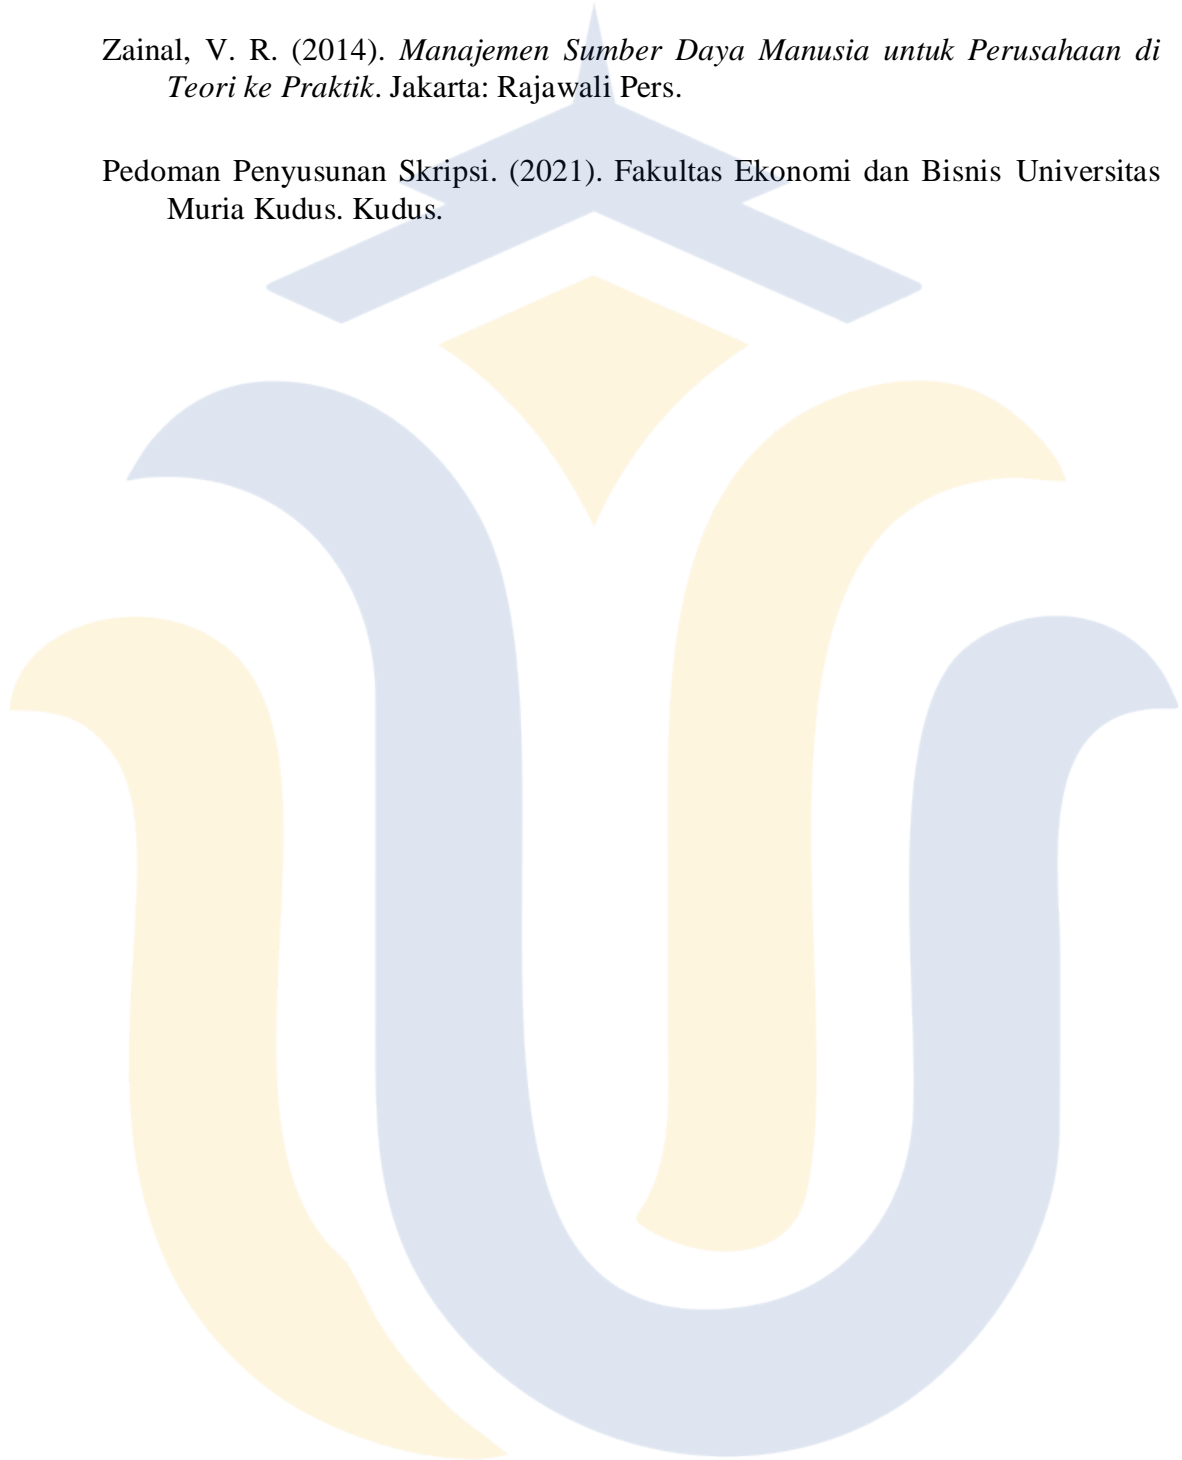 Zainal, V. R. (2014). Manajemen Sumber Daya Manusia untuk Perusahaan di
Teori ke Praktik. Jakarta: Rajawali Pers.
Pedoman Penyusunan Skripsi. (2021). Fakultas Ekonomi dan Bisnis Universitas
Muria Kudus. Kudus.